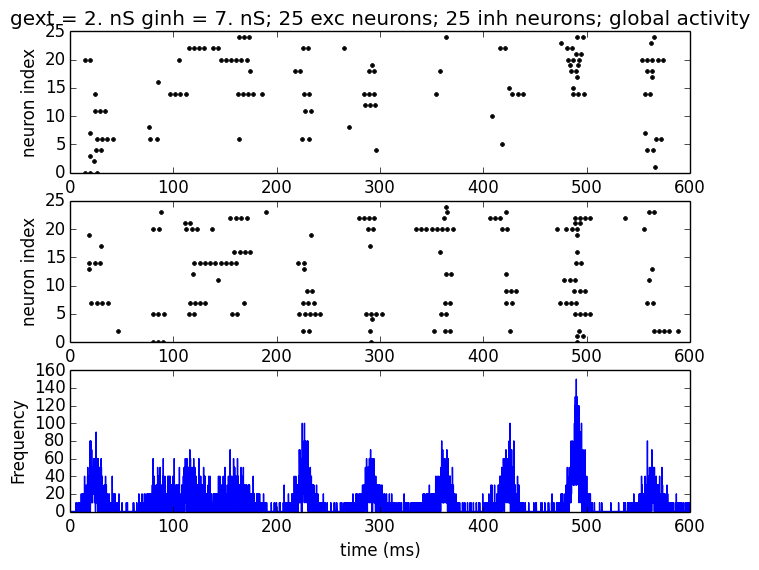 gext = 2. nS ginh = 7. nS; 25 exc neurons; 25 inh neurons; global activity
25
20
15
10
5
0
neuron index
0 100 200 300 400 500 600
25
20
15
10
5
0
neuron index
0 100 200 300 400 500 600
160
140
120
100
80
60
40
20
0
Frequency
0 100 200 300 400 500 600
time (ms)